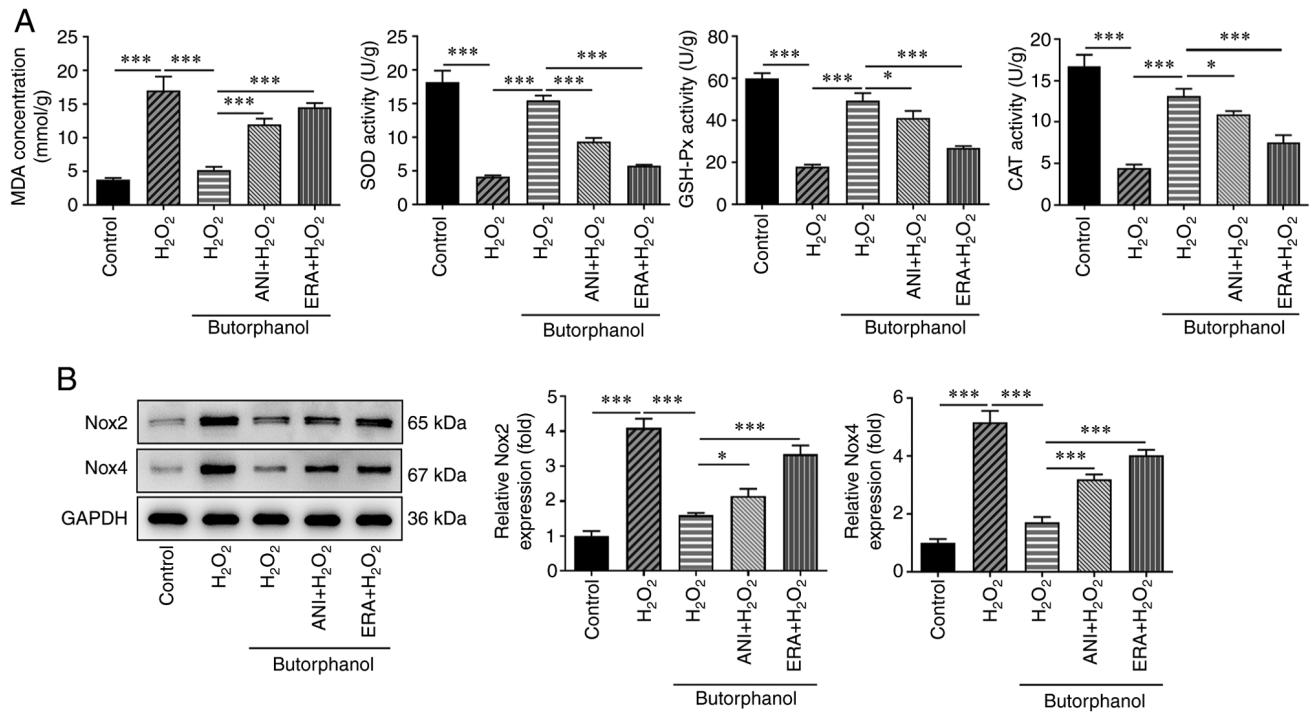 A
MDA concentration
(mmol/g)
25
20
15
10
5
0
***
***
***
***
Control
H₂O₂
H₂O₂
ANI+H₂O₂
ERA+H₂O₂
Butorphanol
SOD activity (U/g)
25
20
15
10
5
0
***
***
***
***
Control
H₂O₂
H₂O₂
ANI+H₂O₂
ERA+H₂O₂
Butorphanol
GSH-Px activity (U/g)
80
60
40
20
0
***
***
*
***
Control
H₂O₂
H₂O₂
ANI+H₂O₂
ERA+H₂O₂
Butorphanol
CAT activity (U/g)
20
15
10
5
0
***
***
*
***
Control
H₂O₂
H₂O₂
ANI+H₂O₂
ERA+H₂O₂
Butorphanol
B
Nox2
65 kDa
Nox4
67 kDa
GAPDH
36 kDa
Control
H₂O₂
H₂O₂
ANI+H₂O₂
ERA+H₂O₂
Butorphanol
Relative Nox2
expression (fold)
5
4
3
2
1
0
***
***
*
***
Control
H₂O₂
H₂O₂
ANI+H₂O₂
ERA+H₂O₂
Butorphanol
Relative Nox4
expression (fold)
6
4
2
0
***
***
***
***
Control
H₂O₂
H₂O₂
ANI+H₂O₂
ERA+H₂O₂
Butorphanol